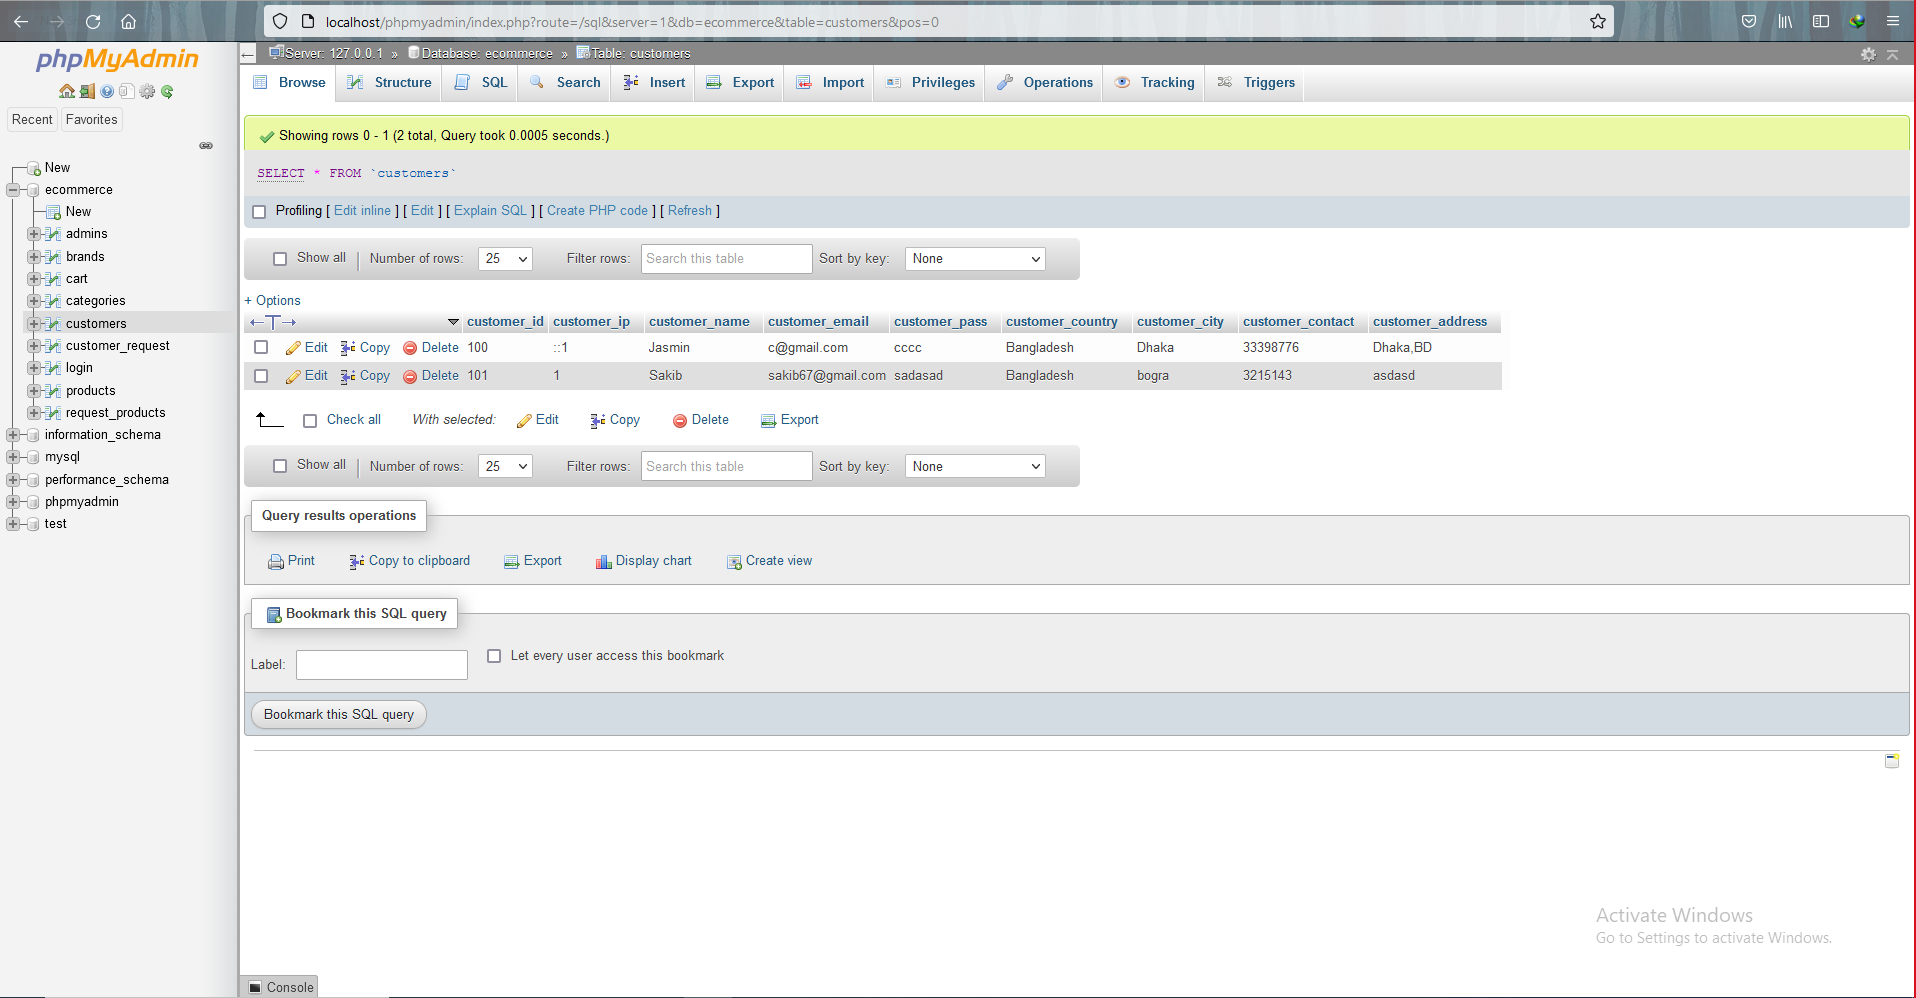 localhost/phpmyadmin/index.php?route=/sql&server=1&db=ecommerce&table=customers&pos=0
phpMyAdmin
Recent Favorites
New
ecommerce
New
admins
brands
cart
categories
customers
customer_request
login
products
request_products
information_schema
mysql
performance_schema
phpmyadmin
test
Server: 127.0.0.1 » Database: ecommerce » Table: customers
Browse Structure SQL Search Insert Export Import Privileges Operations Tracking Triggers
Showing rows 0 - 1 (2 total, Query took 0.0005 seconds.)
SELECT * FROM `customers`
Profiling [ Edit inline ] [ Edit ] [ Explain SQL ] [ Create PHP code ] [ Refresh ]
Show all Number of rows: 25 Filter rows: Search this table Sort by key: None
+ Options
←T→ customer_id customer_ip customer_name customer_email customer_pass customer_country customer_city customer_contact customer_address
Edit Copy Delete 100 ::1 Jasmin c@gmail.com cccc Bangladesh Dhaka 33398776 Dhaka,BD
Edit Copy Delete 101 1 Sakib sakib67@gmail.com sadasad Bangladesh bogra 3215143 asdasd
Check all With selected: Edit Copy Delete Export
Show all Number of rows: 25 Filter rows: Search this table Sort by key: None
Query results operations
Print Copy to clipboard Export Display chart Create view
Bookmark this SQL query
Label: Let every user access this bookmark
Bookmark this SQL query
Activate Windows
Go to Settings to activate Windows.
Console